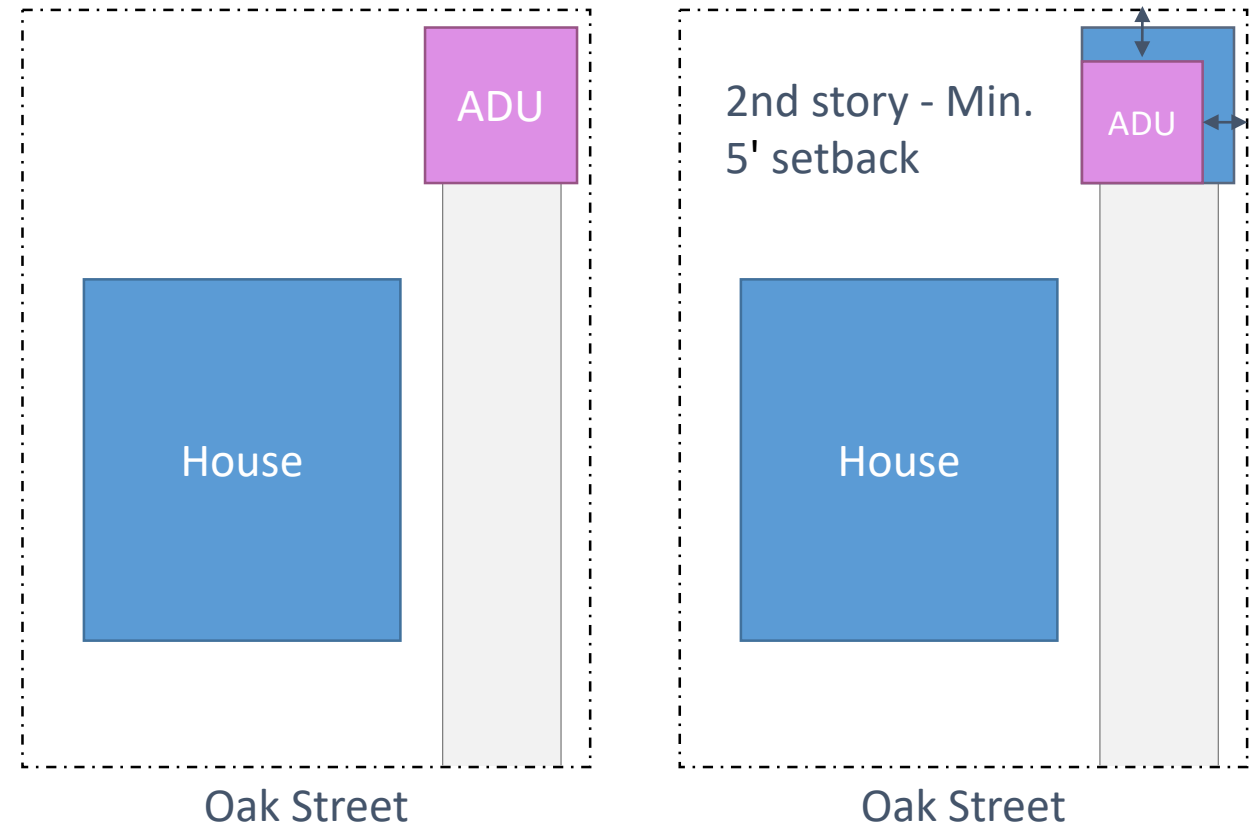 ADU
House
Oak Street
2nd story - Min.
5' setback
ADU
House
Oak Street